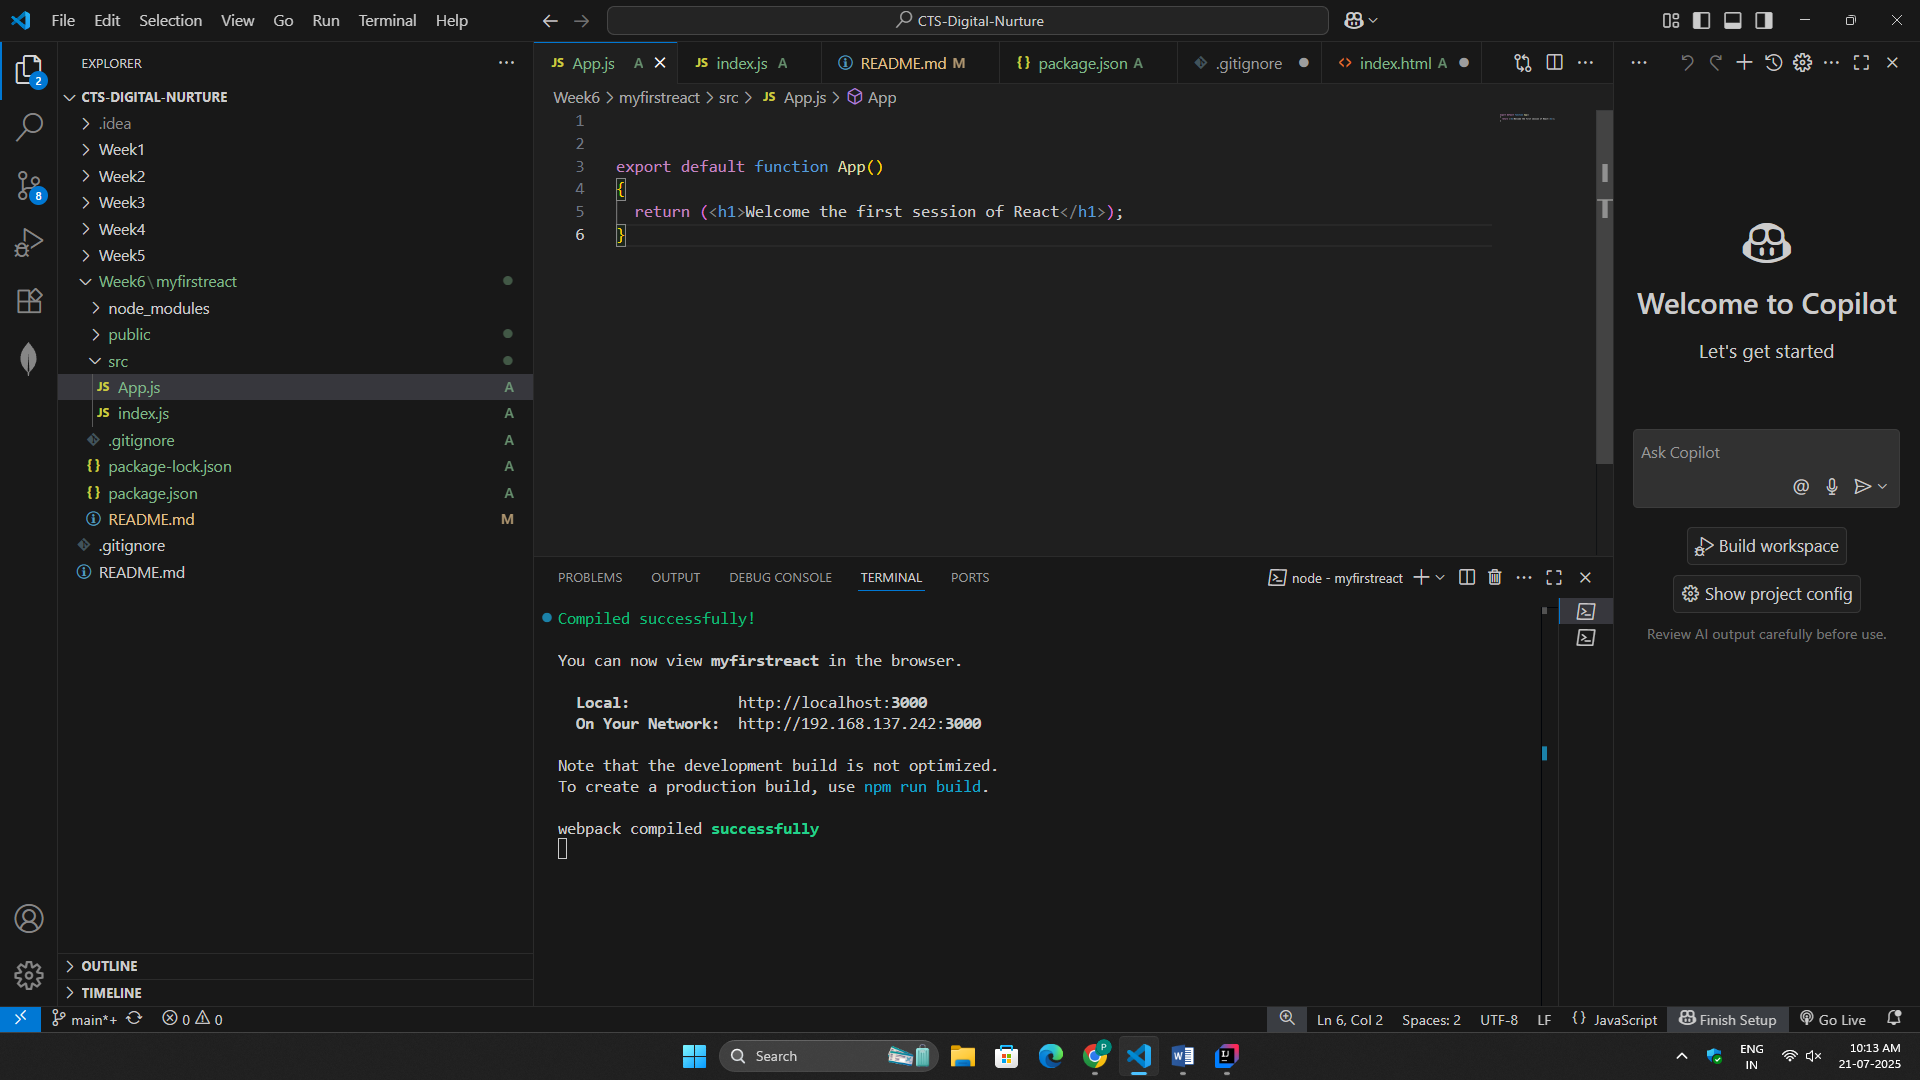 File Edit Selection View Go Run Terminal Help
CTS-Digital-Nurture
EXPLORER
CTS-DIGITAL-NURTURE
.idea
Week1
Week2
Week3
Week4
Week5
Week6\myfirstreact
node_modules
public
src
JS App.js A
JS index.js A
.gitignore A
{} package-lock.json A
{} package.json A
README.md M
.gitignore
README.md
OUTLINE
TIMELINE
2
8
JS App.js A
JS index.js A
README.md M
{} package.json A
.gitignore
index.html A
Week6 > myfirstreact > src > JS App.js > App
1
2
3 export default function App()
4 {
5 return (<h1>Welcome the first session of React</h1>);
6 }
PROBLEMS OUTPUT DEBUG CONSOLE TERMINAL PORTS
node - myfirstreact
Compiled successfully!
You can now view myfirstreact in the browser.
Local: http://localhost:3000
On Your Network: http://192.168.137.242:3000
Note that the development build is not optimized.
To create a production build, use npm run build.
webpack compiled successfully
Welcome to Copilot
Let's get started
Ask Copilot
@
Build workspace
Show project config
Review AI output carefully before use.
main*+ 0 0
Ln 6, Col 2 Spaces: 2 UTF-8 LF {} JavaScript Finish Setup Go Live
Search
P
ENG
IN
10:13 AM
21-07-2025